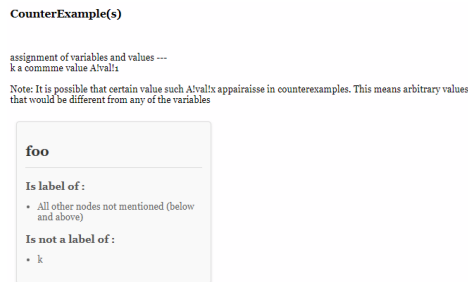 CounterExample(s)
assignment of variables and values ---
k a commme value A!val!1
Note: It is possible that certain value such A!val!x appairaisse in counterexamples. This means arbitrary values
that would be different from any of the variables
foo
Is label of :
• All other nodes not mentioned (below
and above)
Is not a label of :
• k